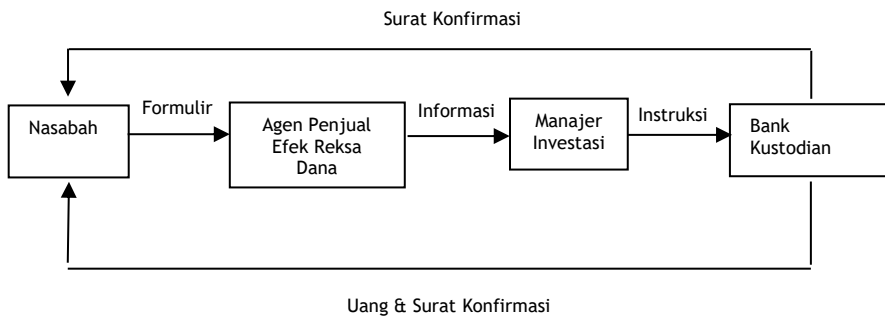 Surat Konfirmasi
Nasabah
Formulir
Agen Penjual
Efek Reksa
Dana
Informasi
Manajer
Investasi
Instruksi
Bank
Kustodian
Uang & Surat Konfirmasi